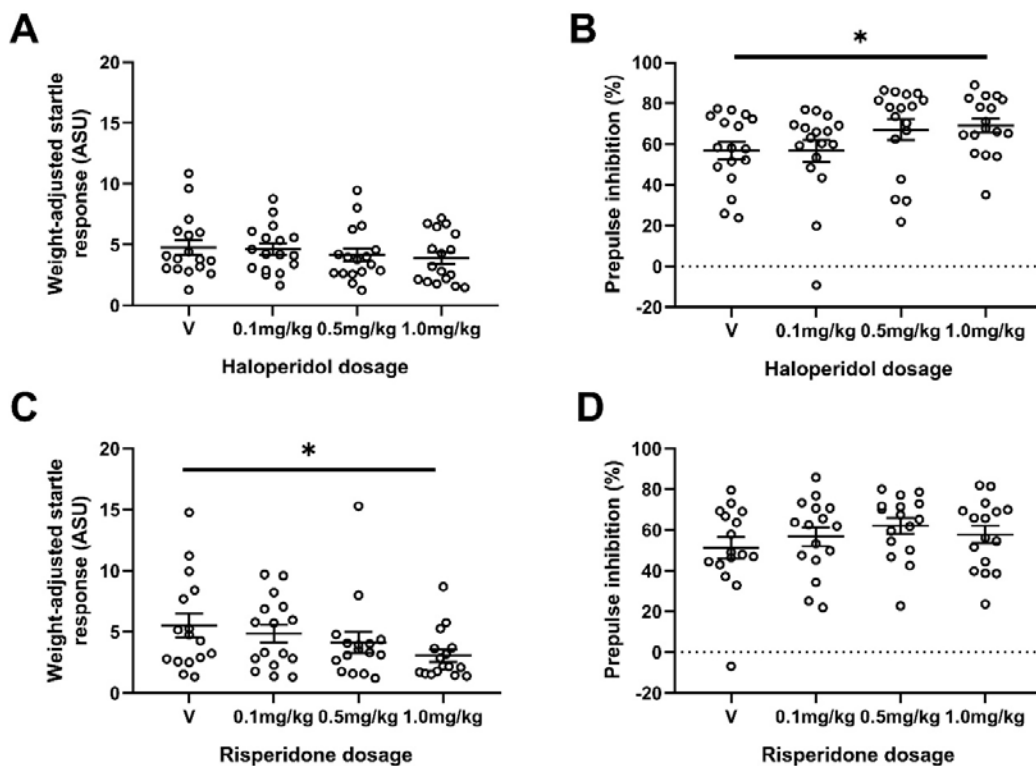 A
Weight-adjusted startle
response (ASU)
20
15
10
5
0
V 0.1mg/kg 0.5mg/kg 1.0mg/kg
Haloperidol dosage
B
Prepulse inhibition (%)
*
100
80
60
40
20
0
-20
V 0.1mg/kg 0.5mg/kg 1.0mg/kg
Haloperidol dosage
C
Weight-adjusted startle
response (ASU)
*
20
15
10
5
0
V 0.1mg/kg 0.5mg/kg 1.0mg/kg
Risperidone dosage
D
Prepulse inhibition (%)
100
80
60
40
20
0
-20
V 0.1mg/kg 0.5mg/kg 1.0mg/kg
Risperidone dosage